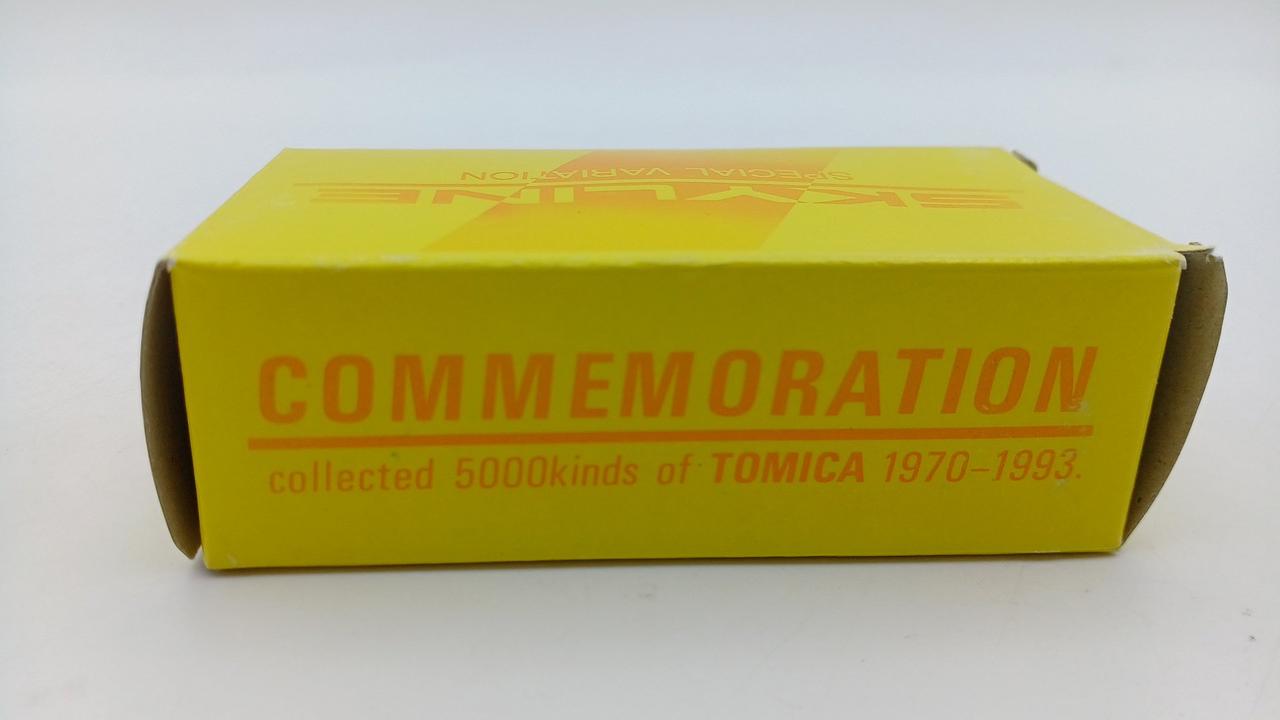 SKYLINE
SPECIAL VARIATION
COMMEMORATION
collected 5000kinds of TOMICA 1970–1993.